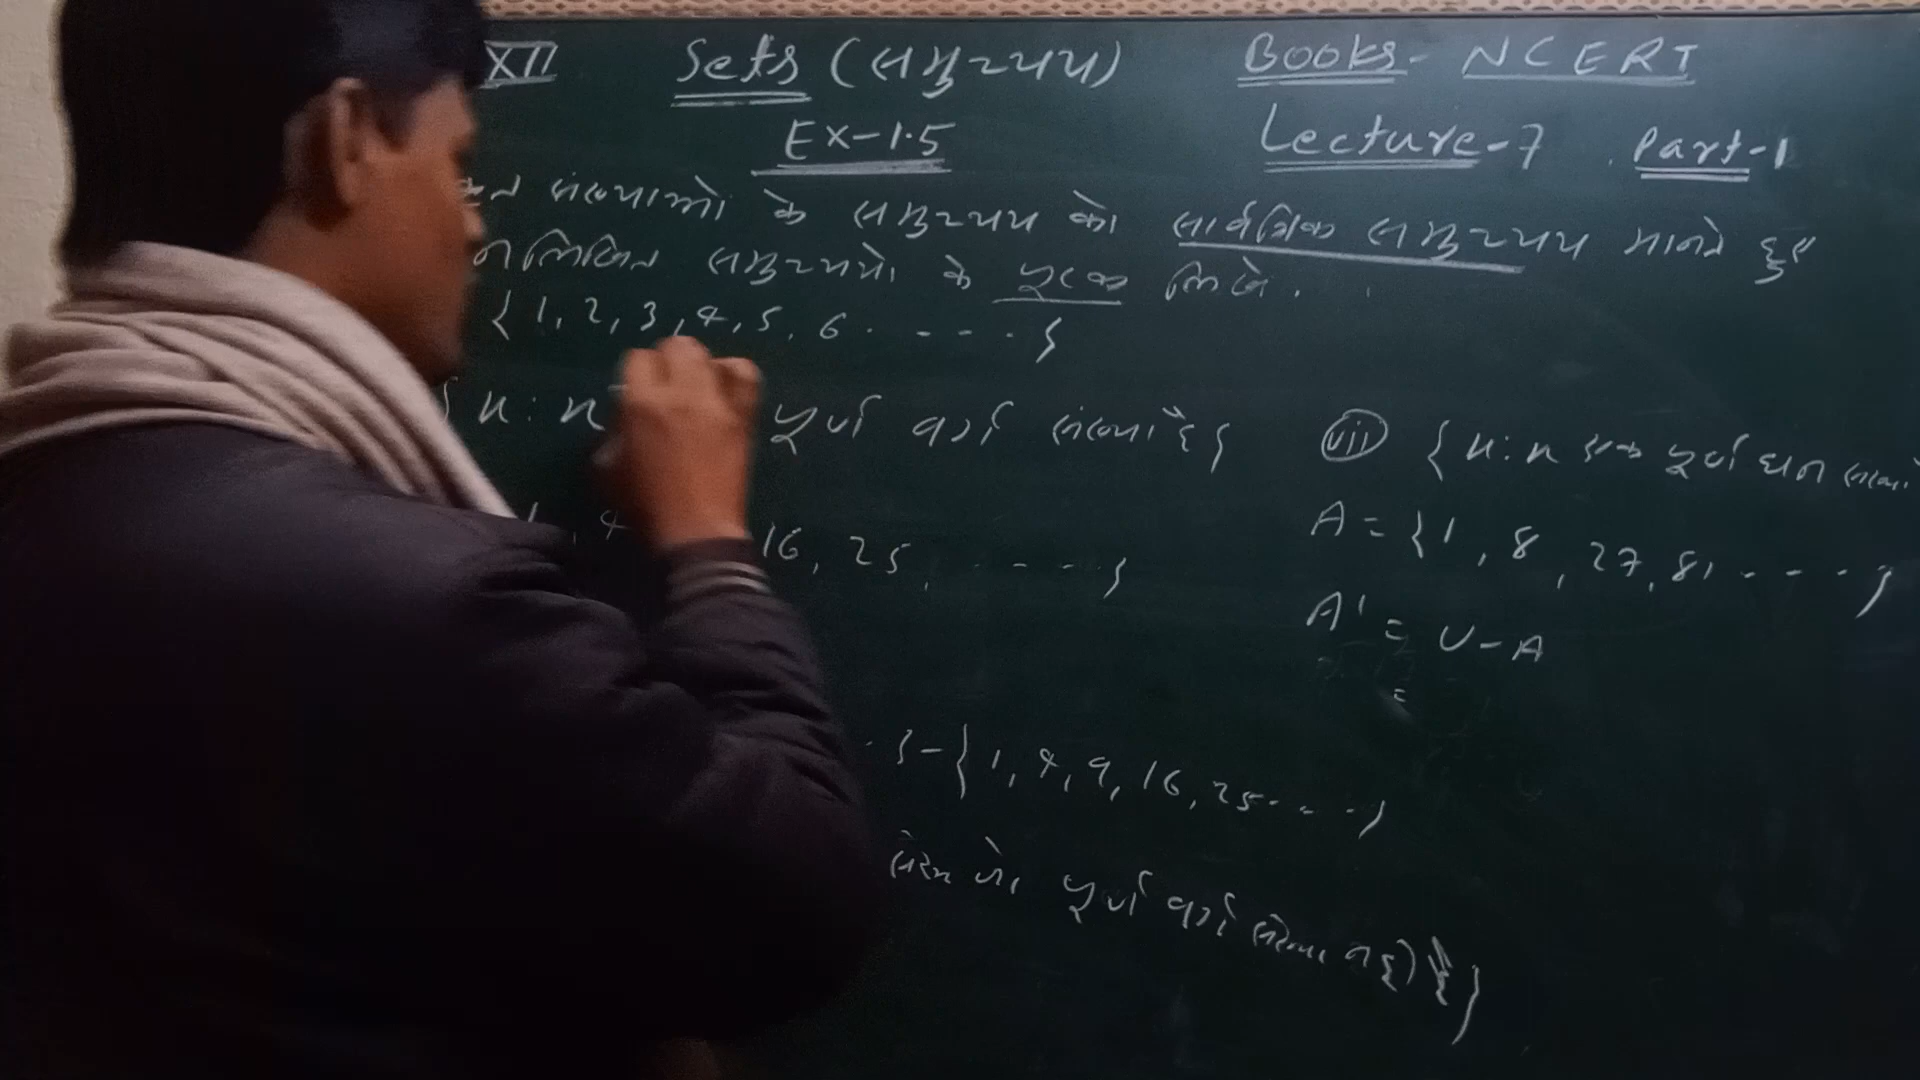 XI Sets (समुच्चय) Books - NCERT
Ex-1.5 Lecture-7 Part-1
संख्याओं के समुच्चय को सार्वत्रिक समुच्चय मानते हुए
समुच्चयों के पूरक लिखो.
{1, 2, 3, 4, 5, 6 . - - - . }
{ x : x पूर्ण वर्ग संख्या है }
, 4 16, 25, . - - - . }
. } - {1, 4, 9, 16, 25 . - . . }
पूर्ण वर्ग संख्या नहीं है }
(vii) { x : x एक पूर्ण घन संख्या
A = {1, 8, 27, 81 . - - . }
A' = U - A
=